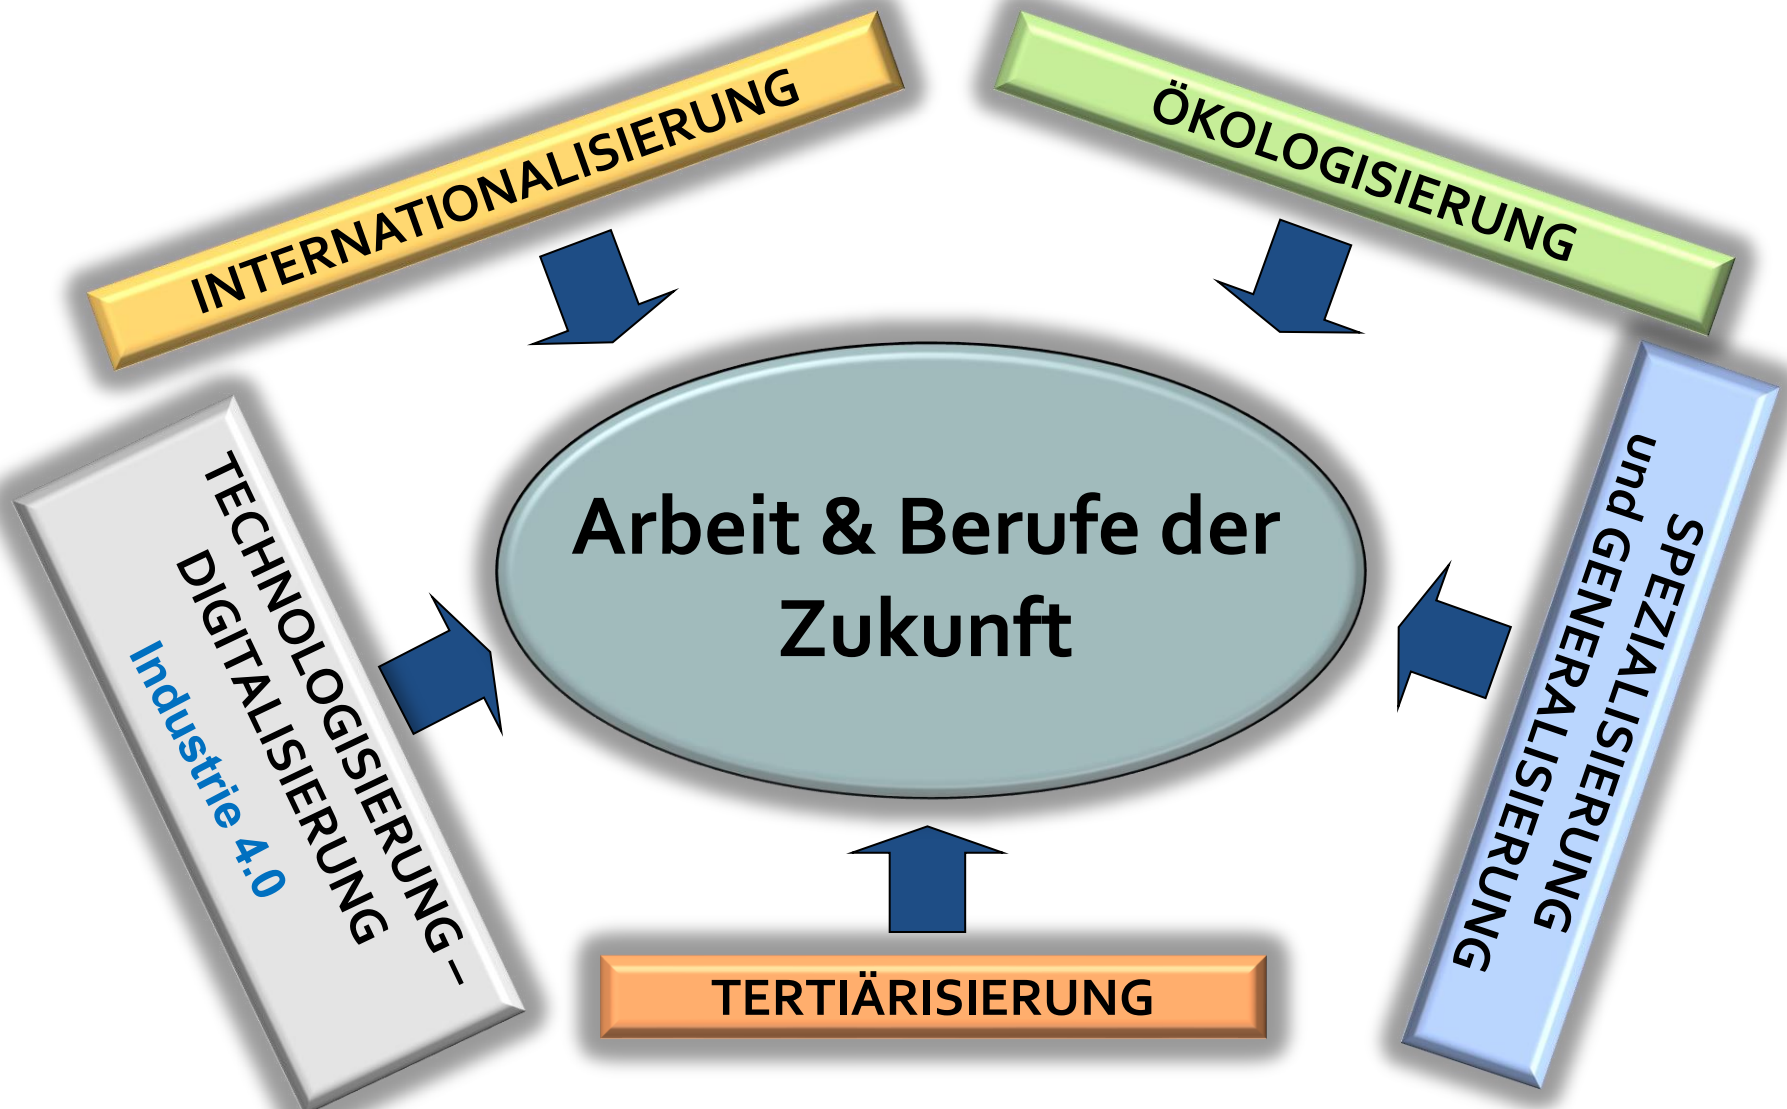 INTERNATIONALISIERUNG
ÖKOLOGISIERUNG
TECHNOLOGISIERUNG –
DIGITALISIERUNG
Industrie 4.0
Arbeit & Berufe der
Zukunft
SPEZIALISIERUNG
und GENERALISIERUNG
TERTIÄRISIERUNG